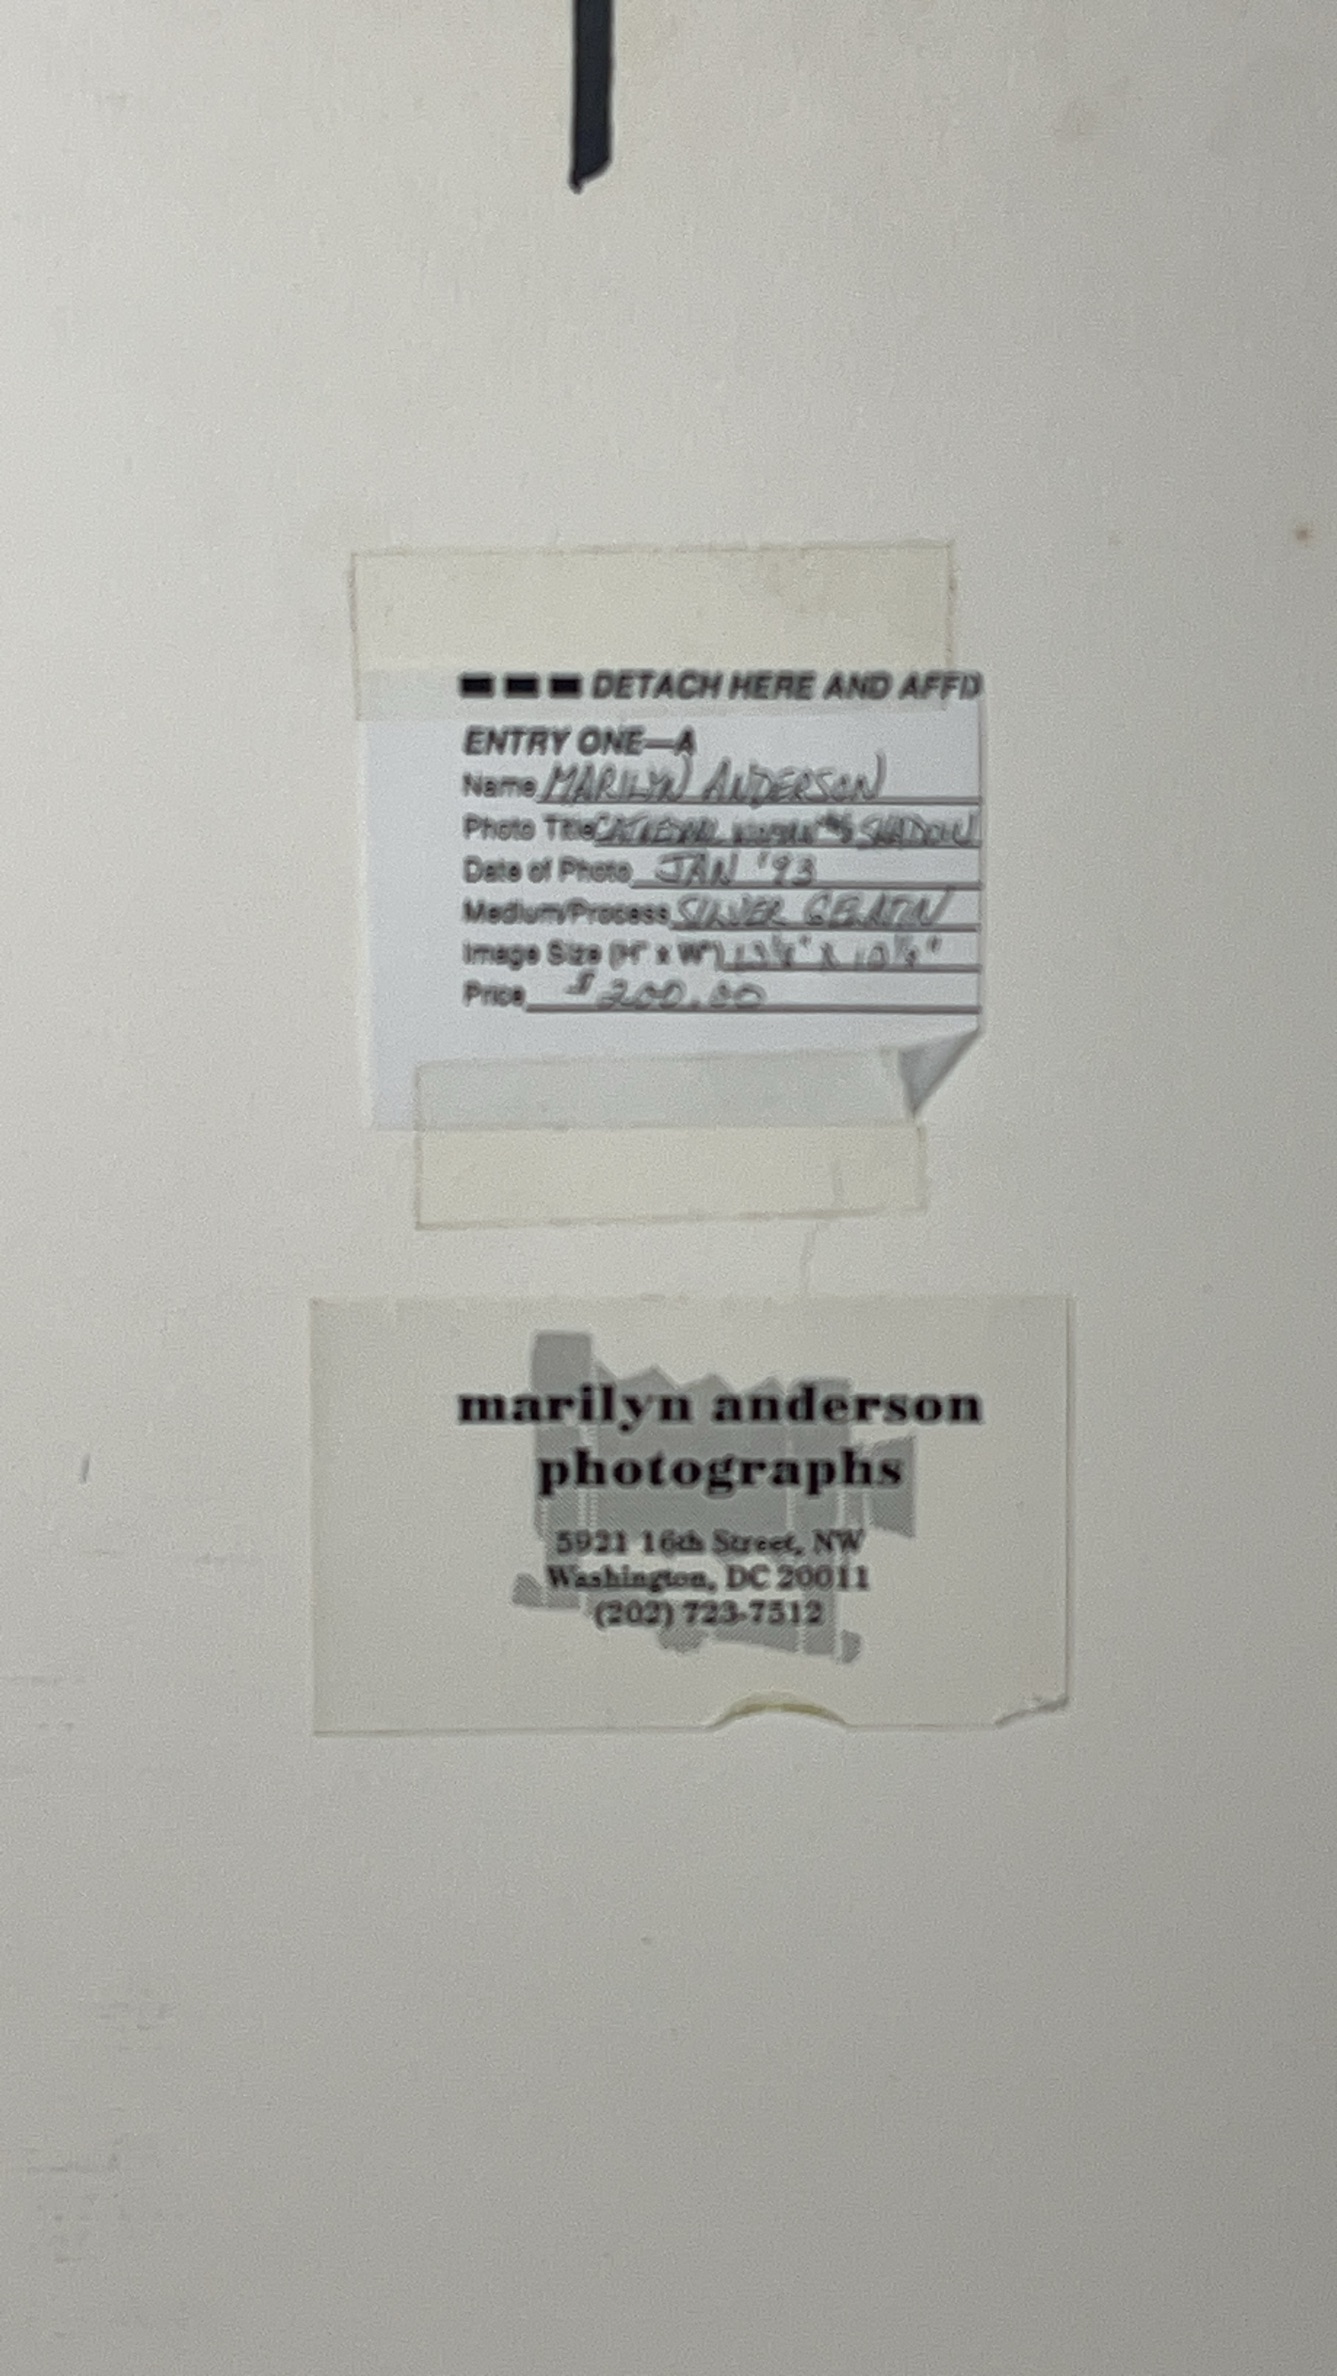 DETACH HERE AND AFFI
ENTRY ONE—A
Name MARILYN ANDERSON
Photo Title CATHEDRAL SHADOW
Date of Photo JAN '93
Medium/Process SILVER GELATIN
Image Size (H" x W")
Price $200.00
marilyn anderson
photographs
5921 16th Street, NW
Washington, DC 20011
(202) 723-7512